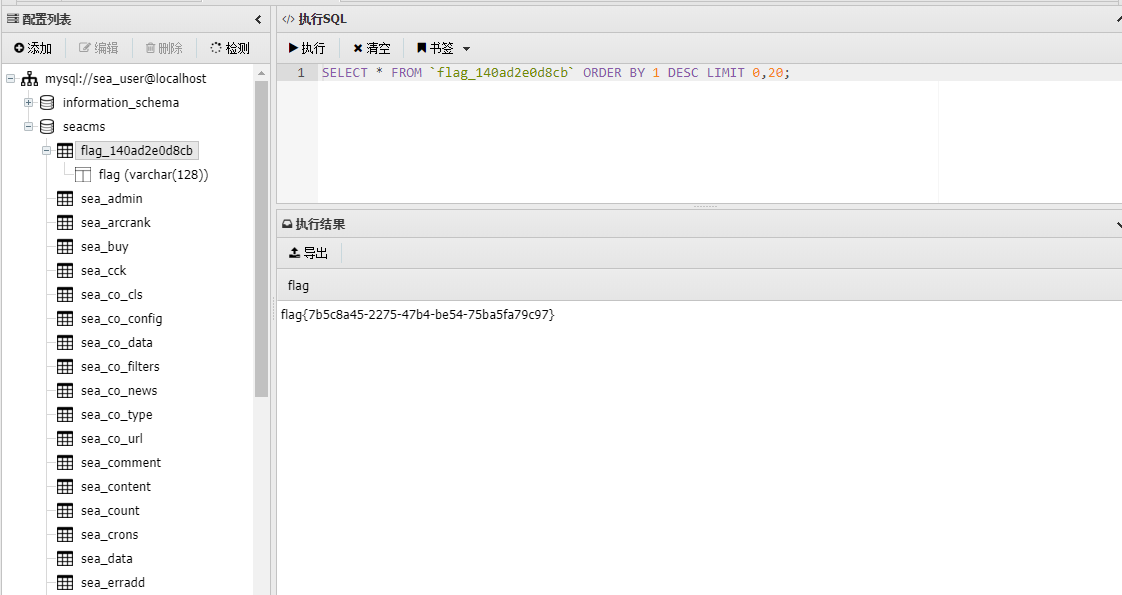 配置列表
添加 编辑 删除 检测
mysql://sea_user@localhost
information_schema
seacms
flag_140ad2e0d8cb
flag (varchar(128))
sea_admin
sea_arcrank
sea_buy
sea_cck
sea_co_cls
sea_co_config
sea_co_data
sea_co_filters
sea_co_news
sea_co_type
sea_co_url
sea_comment
sea_content
sea_count
sea_crons
sea_data
sea_erradd
</> 执行SQL
执行 清空 书签
1 SELECT * FROM `flag_140ad2e0d8cb` ORDER BY 1 DESC LIMIT 0,20;
执行结果
导出
flag
flag{7b5c8a45-2275-47b4-be54-75ba5fa79c97}